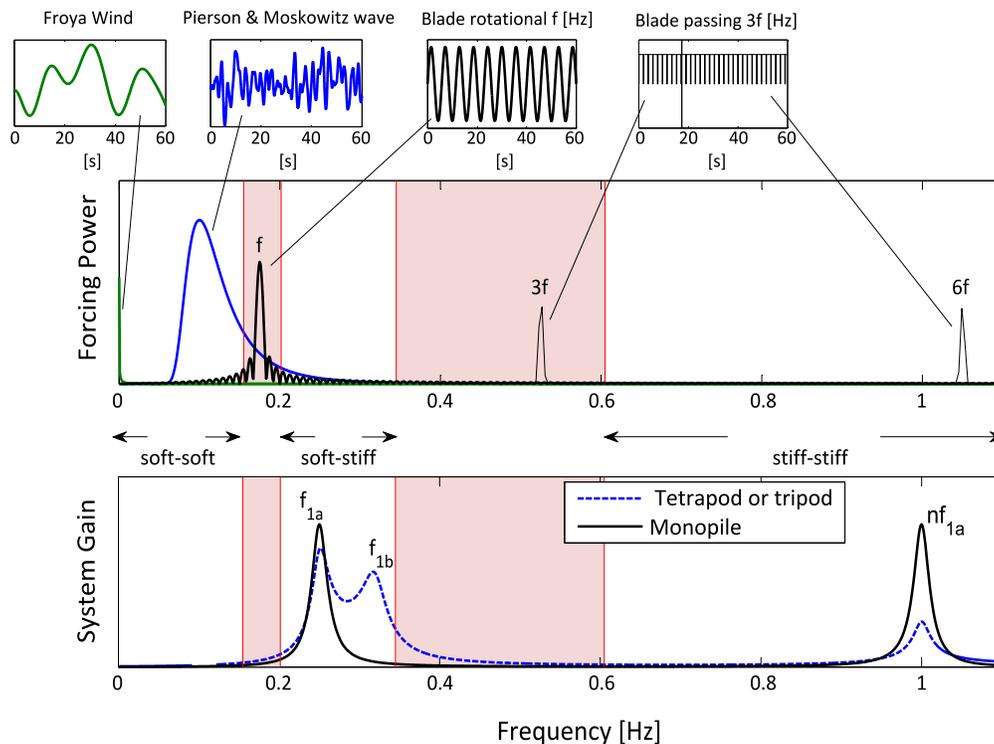 Froya Wind
Pierson & Moskowitz wave
Blade rotational f [Hz]
Blade passing 3f [Hz]
0 20 40 60
0 20 40 60
0 20 40 60
0 20 40 60
[s]
[s]
[s]
[s]
Forcing Power
f
3f
6f
0 0.2 0.4 0.6 0.8 1
soft-soft
soft-stiff
stiff-stiff
System Gain
f1a
f1b
Tetrapod or tripod
Monopile
nf1a
0 0.2 0.4 0.6 0.8 1
Frequency [Hz]